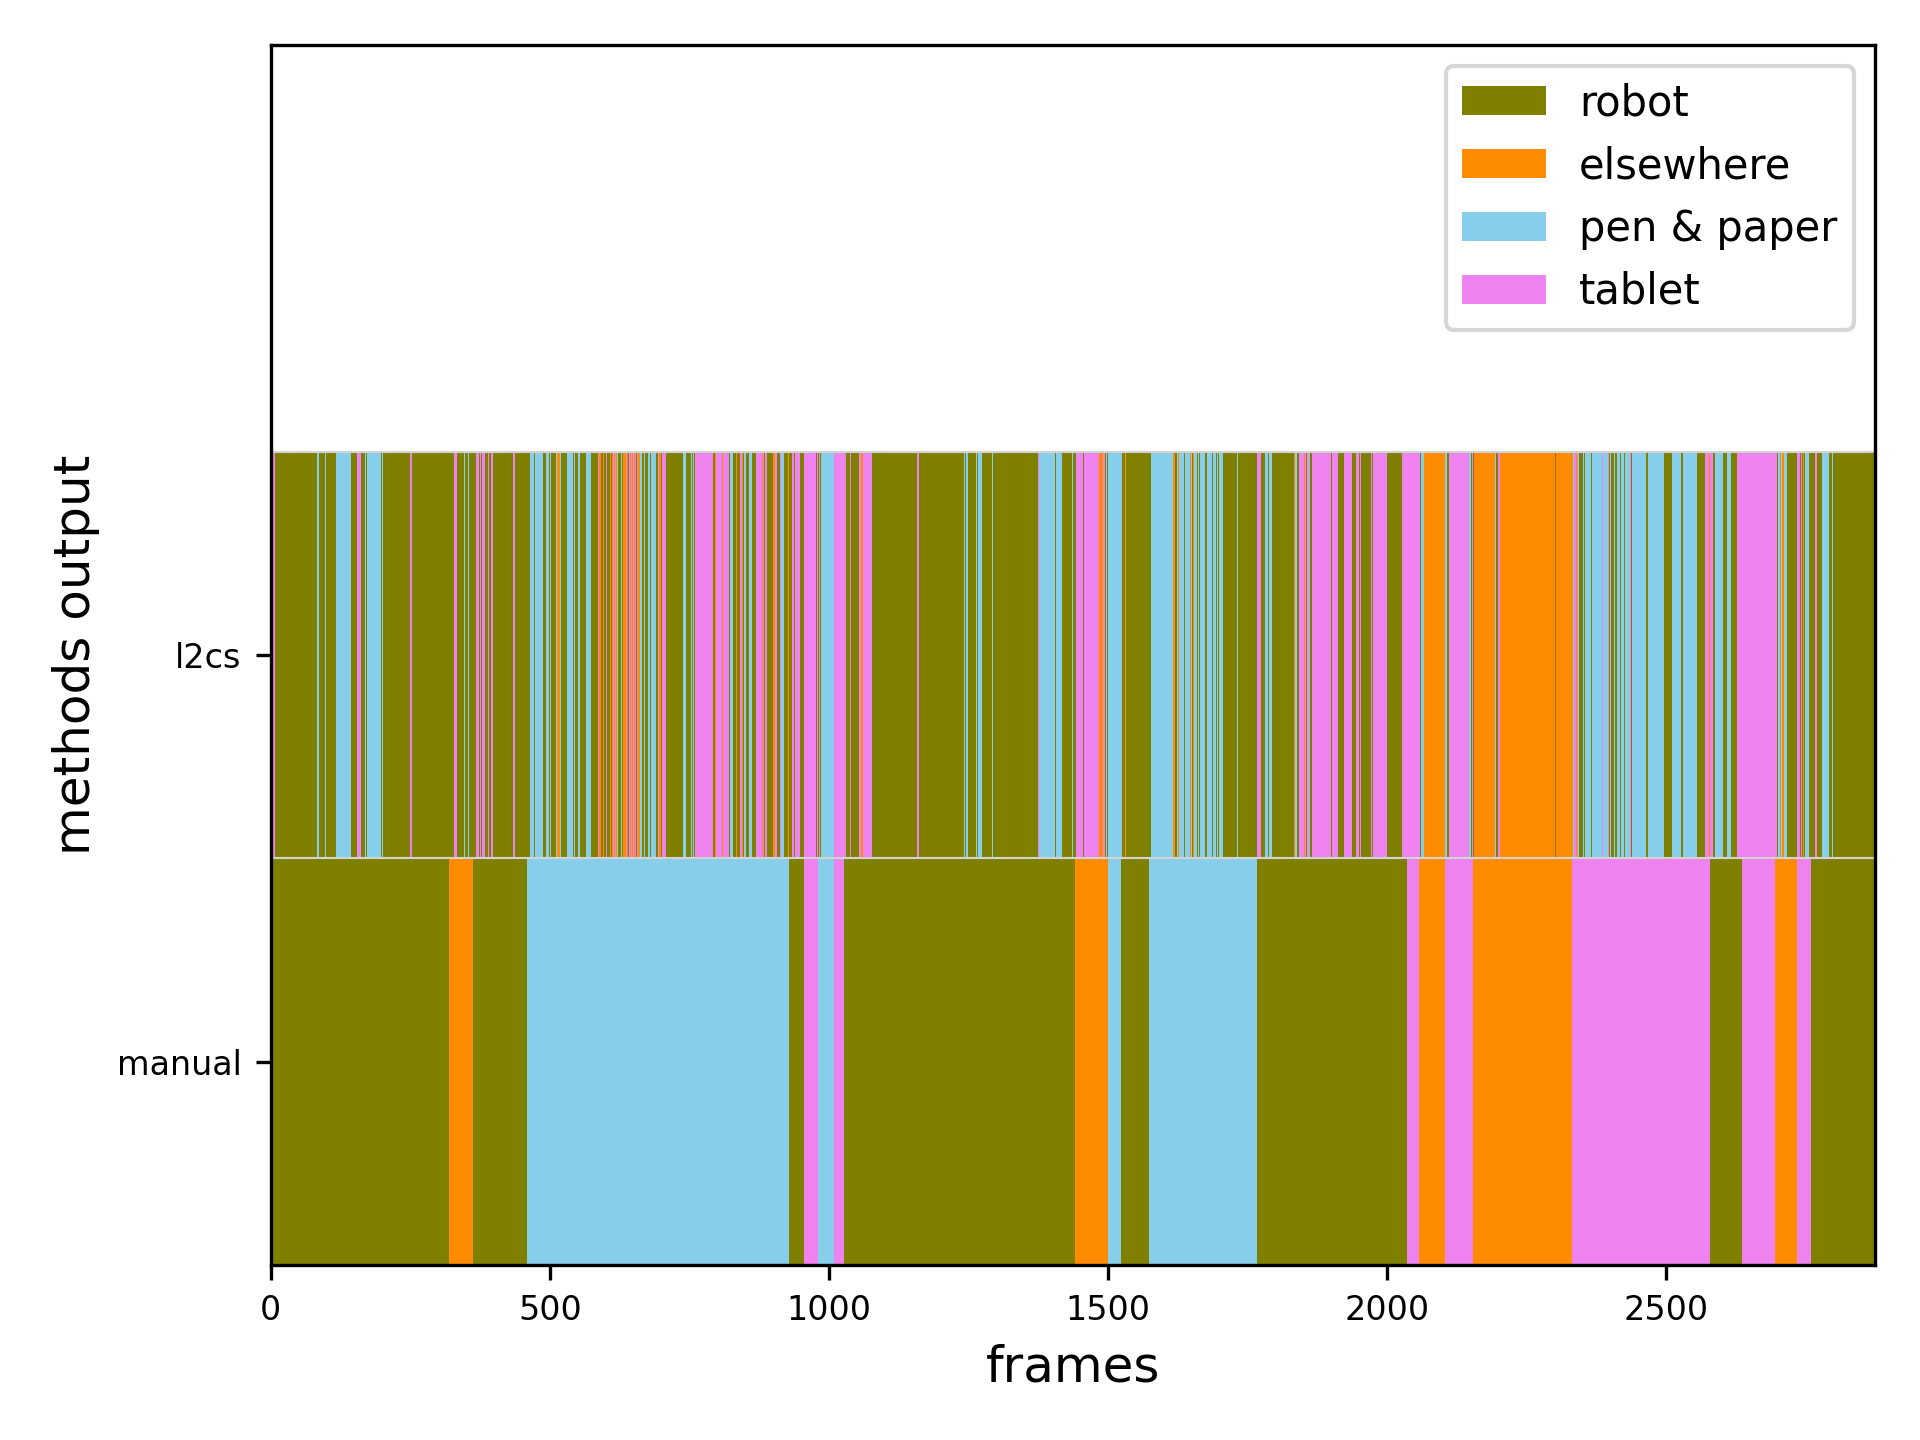 robot
elsewhere
pen & paper
tablet
methods output
l2cs
manual
0 500 1000 1500 2000 2500
frames